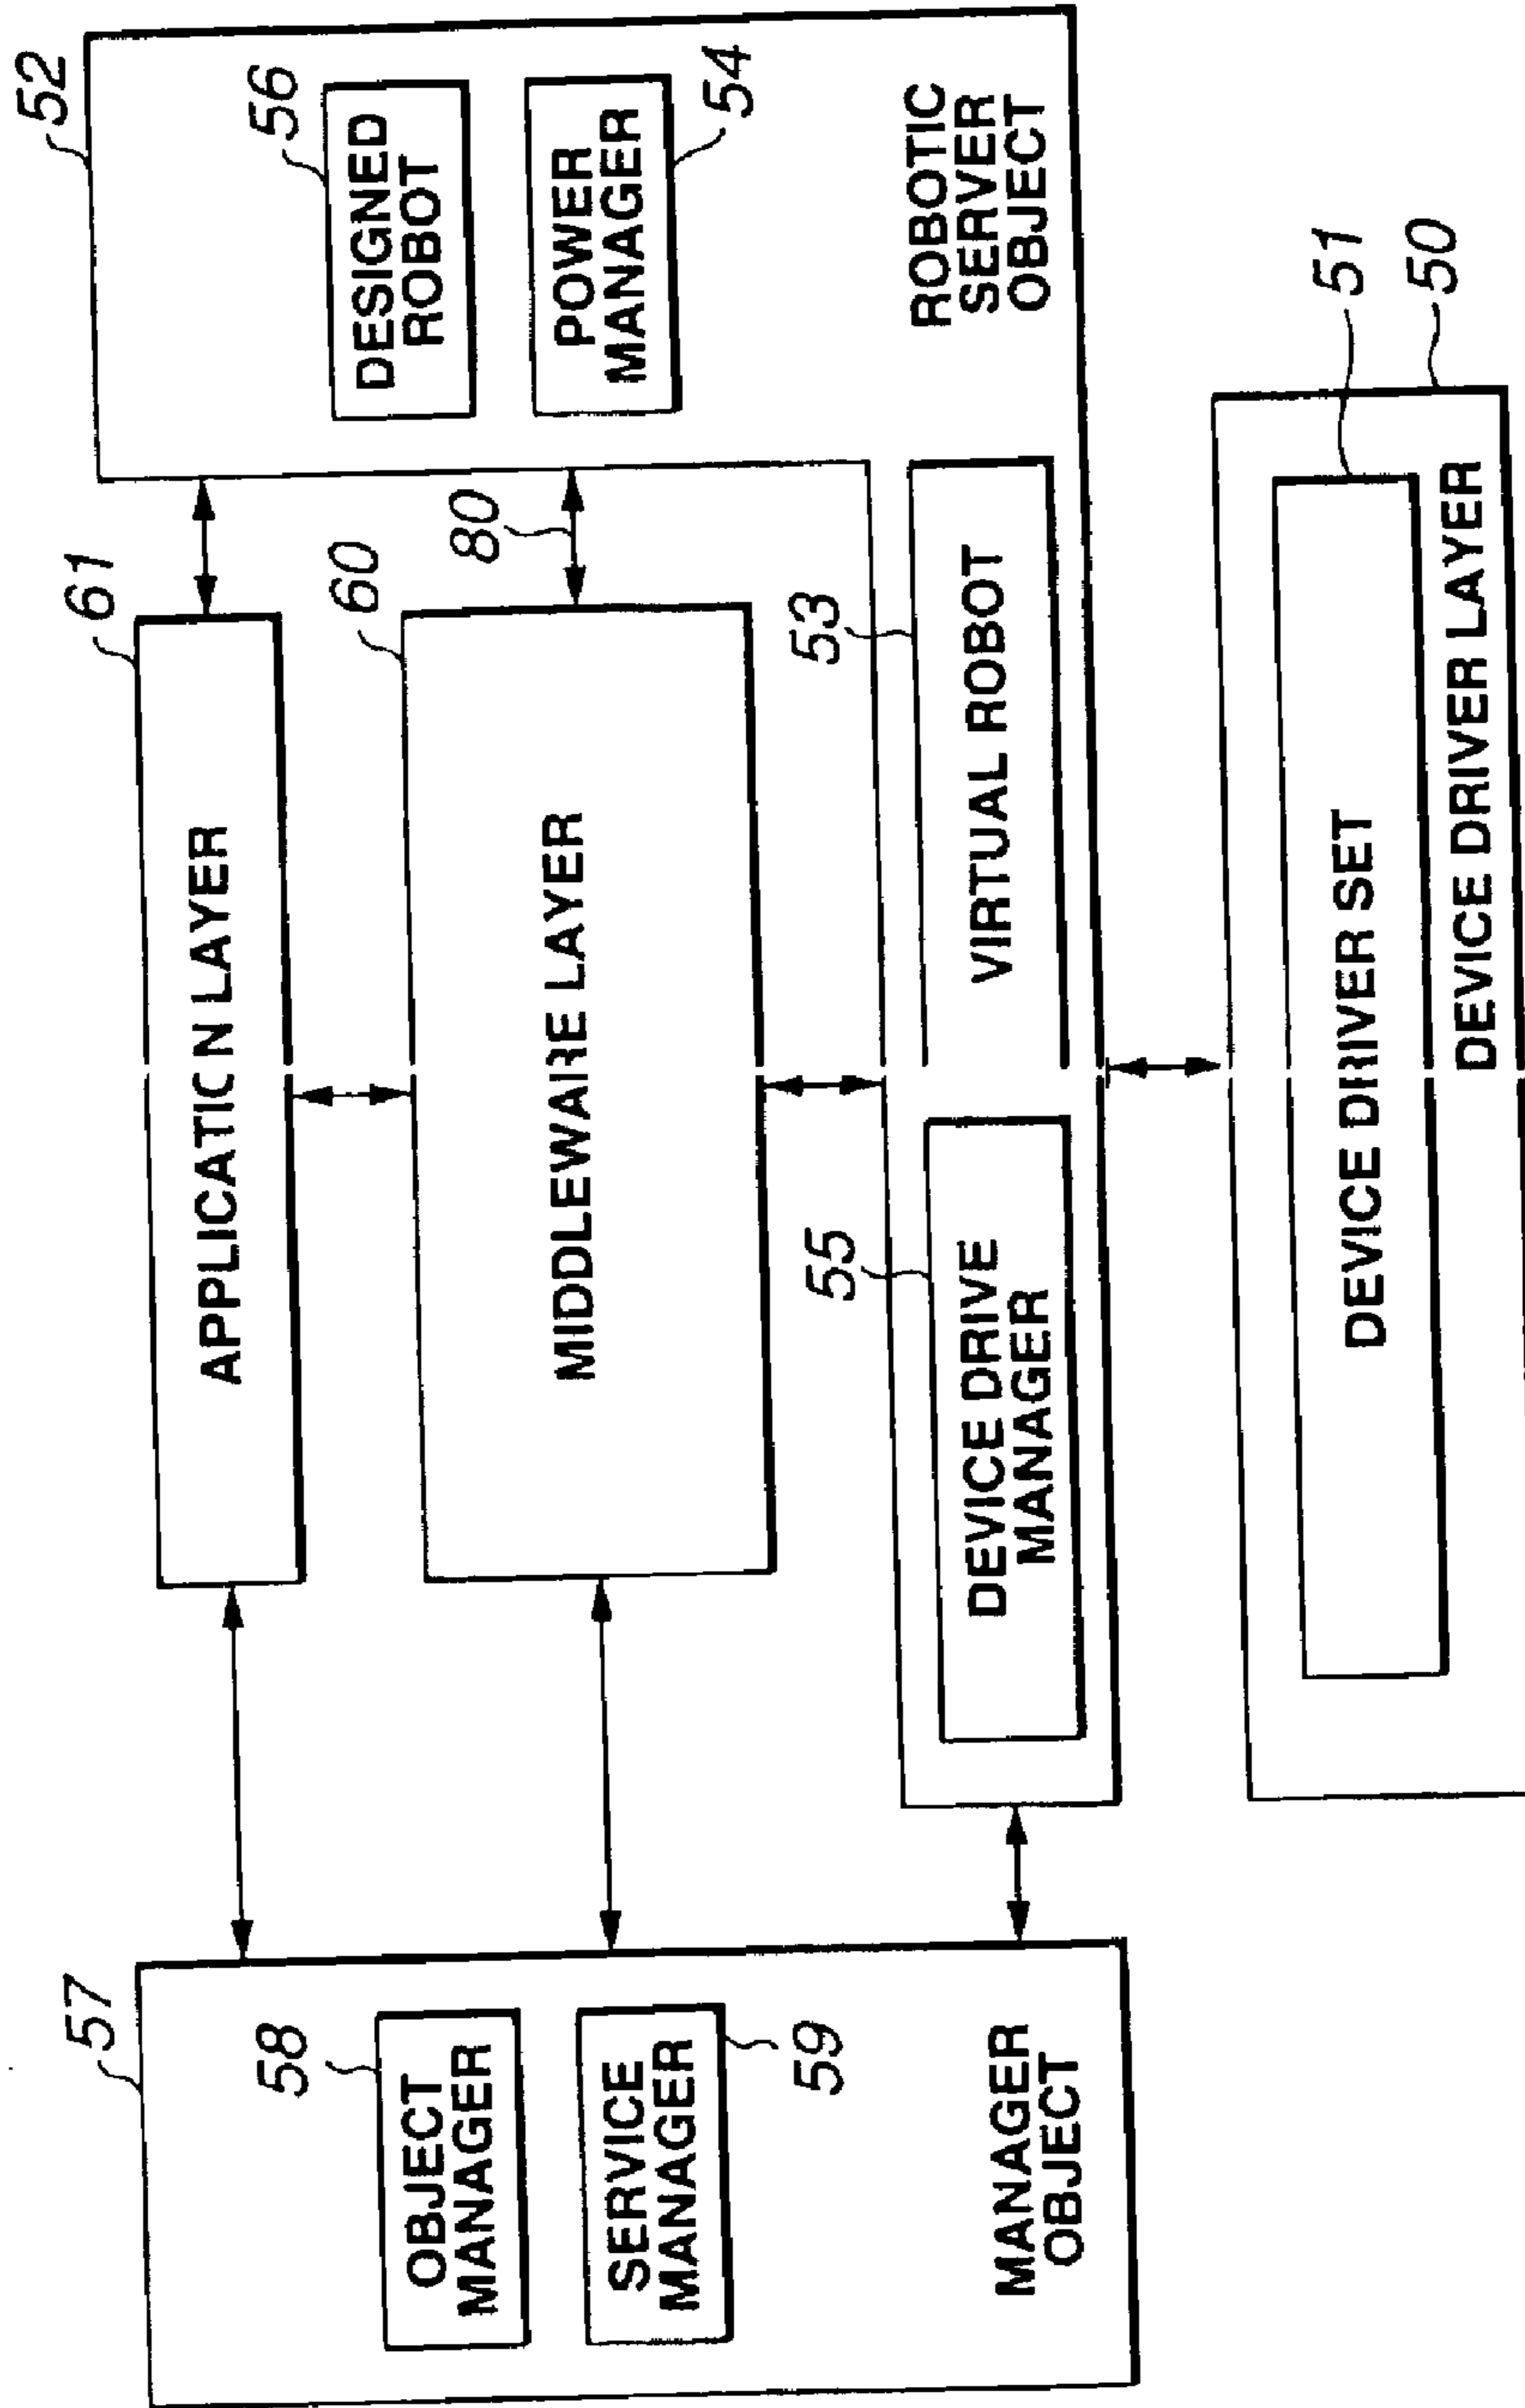 57
58
OBJECT
MANAGER
SERVICE
MANAGER
59
MANAGER
OBJECT
61
APPLICATION LAYER
60
MIDDLEWARE LAYER
80
55
DEVICE DRIVE
MANAGER
53
VIRTUAL ROBOT
52
56
DESIGNED
ROBOT
POWER
MANAGER
54
ROBOTIC
SERVER
OBJECT
51
50
DEVICE DRIVER SET
DEVICE DRIVER LAYER